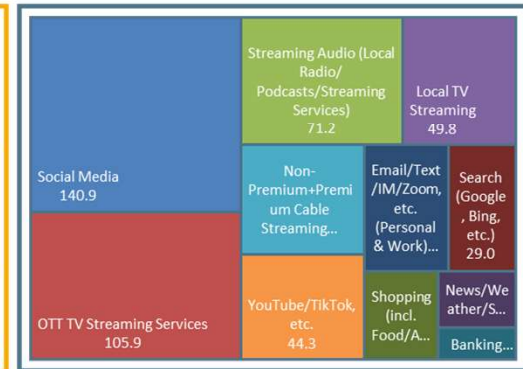 Social Media
140.9
OTT TV Streaming Services
105.9
Streaming Audio (Local
Radio/
Podcasts/Streaming
Services)
71.2
Local TV
Streaming
49.8
Non-
Premium+Premi
um Cable
Streaming...
YouTube/TikTok,
etc.
44.3
Email/Text
/IM/Zoom,
etc.
(Personal
& Work)...
Search
(Google
, Bing,
etc.)
29.0
Shopping
(incl.
Food/A...
News/We
ather/S...
Banking...